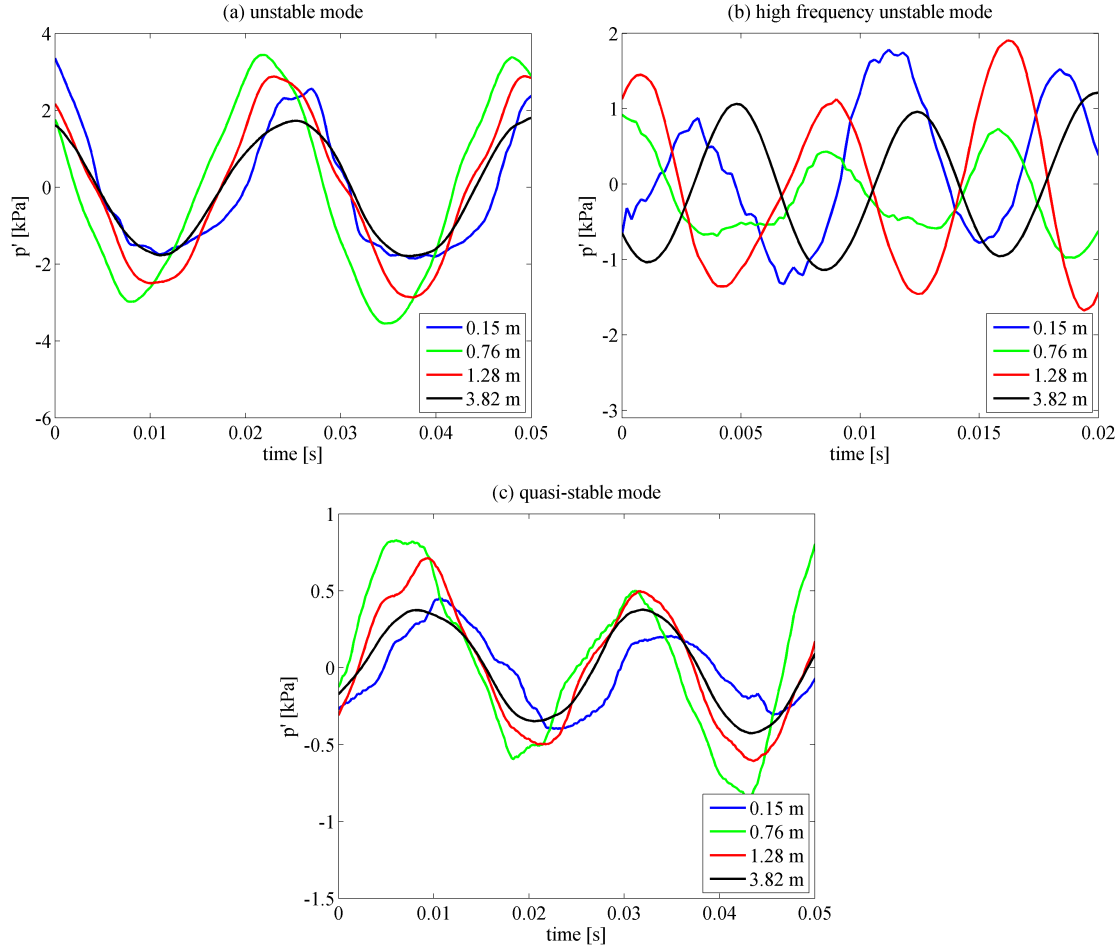 (a) unstable mode
4
2
0
-2
-4
-6
p' [kPa]
0 0.01 0.02 0.03 0.04 0.05
time [s]
0.15 m
0.76 m
1.28 m
3.82 m
(b) high frequency unstable mode
2
1
0
-1
-2
-3
p' [kPa]
0 0.005 0.01 0.015 0.02
time [s]
0.15 m
0.76 m
1.28 m
3.82 m
(c) quasi-stable mode
1
0.5
0
-0.5
-1
-1.5
p' [kPa]
0 0.01 0.02 0.03 0.04 0.05
time [s]
0.15 m
0.76 m
1.28 m
3.82 m